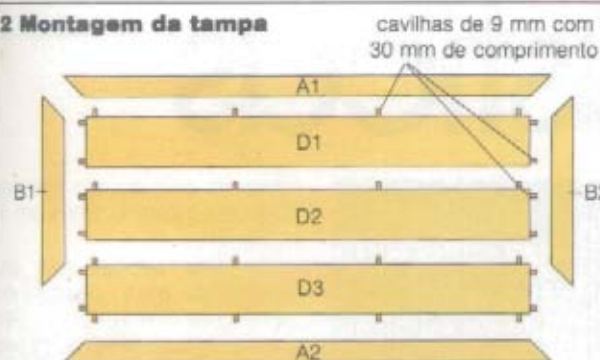 2 Montagem da tampa
cavilhas de 9 mm com
30 mm de comprimento
A1
D1
B1
D2
B2
D3
A2